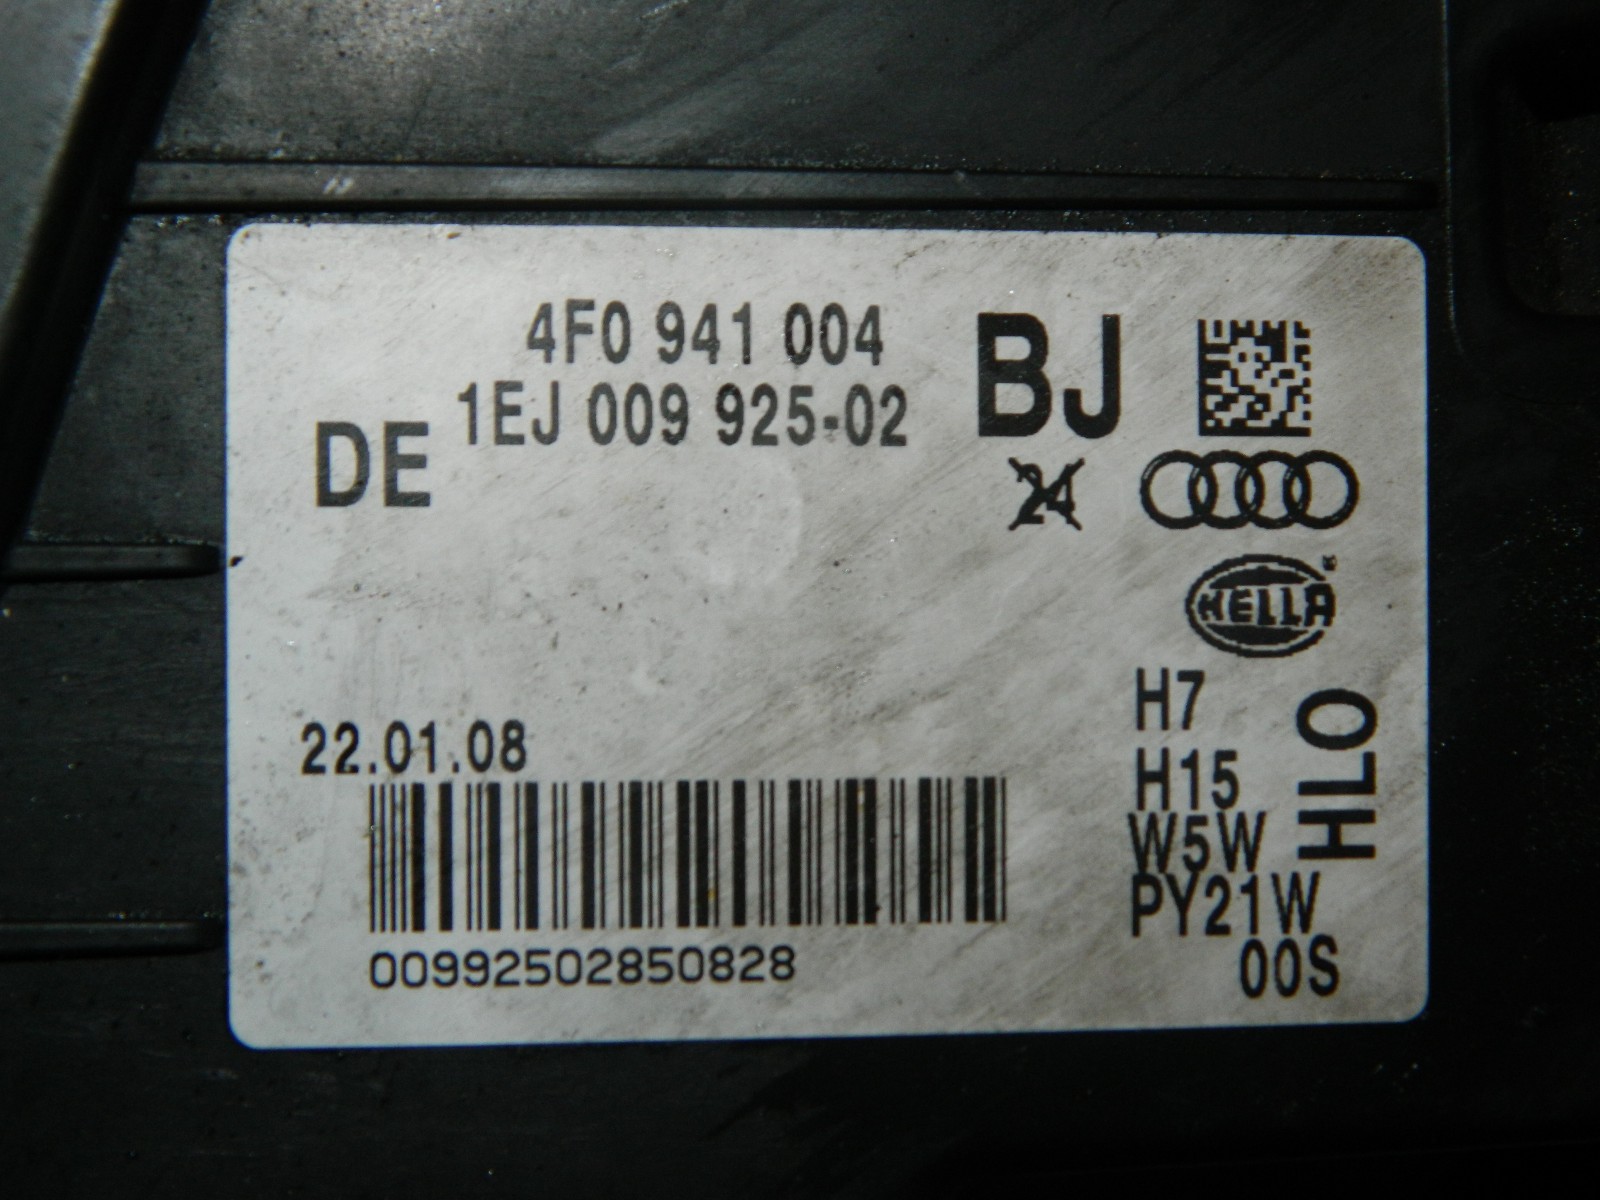 4F0 941 004
BJ
1EJ 009 925-02
DE
24
HELLA
H7
H15
W5W
PY21W
HLO
00S
22.01.08
00992502850828